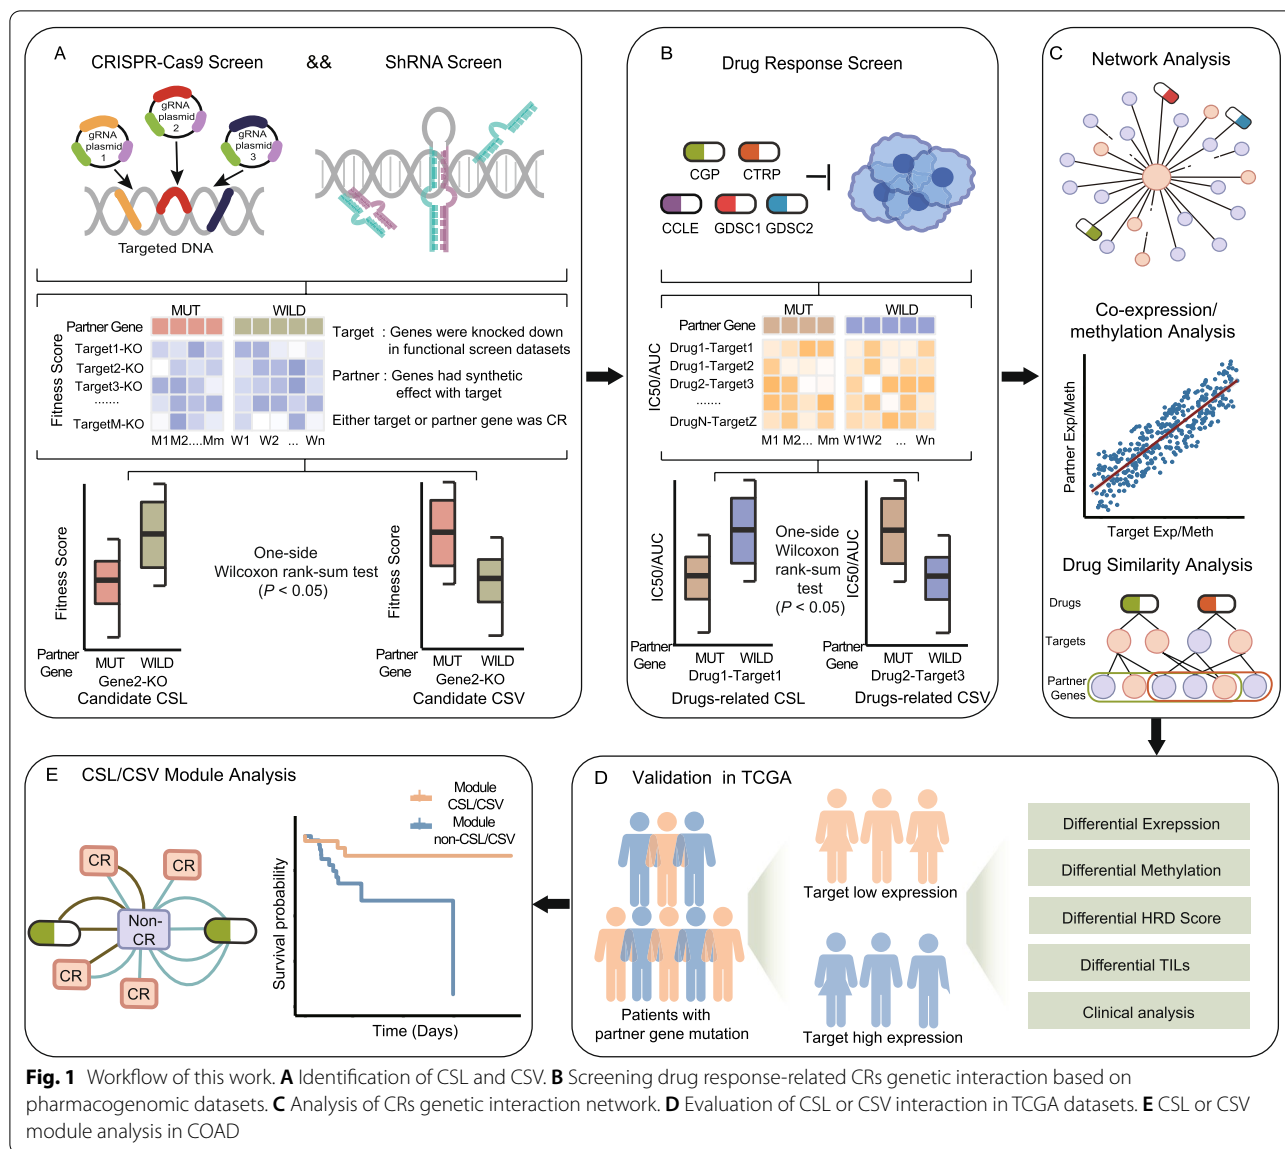 A
CRISPR-Cas9 Screen && ShRNA Screen
gRNA
plasmid
1
gRNA
plasmid
2
gRNA
plasmid
3
Targeted DNA
MUT WILD
Partner Gene
Fitness Score
Target1-KO
Target2-KO
Target3-KO
.......
TargetM-KO
M1 M2....Mm W1 W2 ... Wn
Target : Genes were knocked down
in functional screen datasets
Partner : Genes had synthetic
effect with target
Either target or partner gene was CR
Fitness Score
Partner
Gene
MUT WILD
Gene2-KO
Candidate CSL
One-side
Wilcoxon rank-sum test
(P < 0.05)
Fitness Score
Partner
Gene
MUT WILD
Gene2-KO
Candidate CSV
B
Drug Response Screen
CGP CTRP
CCLE GDSC1 GDSC2
MUT WILD
Partner Gene
IC50/AUC
Drug1-Target1
Drug1-Target2
Drug2-Target3
.......
DrugN-TargetZ
M1 M2... Mm W1W2 ... Wn
IC50/AUC
Partner
Gene
MUT WILD
Drug1-Target1
Drugs-related CSL
One-side
Wilcoxon
rank-sum
test
(P < 0.05)
IC50/AUC
MUT WILD
Drug2-Target3
Drugs-related CSV
C
Network Analysis
Co-expression/
methylation Analysis
Partner Exp/Meth
Target Exp/Meth
Drug Similarity Analysis
Drugs
Targets
Partner
Genes
E CSL/CSV Module Analysis
CR
CR
Non-
CR
CR
CR
Module
CSL/CSV
Module
non-CSL/CSV
Survival probability
Time (Days)
D Validation in TCGA
Patients with
partner gene mutation
Target low expression
Target high expression
Differential Exrepssion
Differential Methylation
Differential HRD Score
Differential TILs
Clinical analysis
Fig. 1 Workflow of this work. A Identification of CSL and CSV. B Screening drug response-related CRs genetic interaction based on
pharmacogenomic datasets. C Analysis of CRs genetic interaction network. D Evaluation of CSL or CSV interaction in TCGA datasets. E CSL or CSV
module analysis in COAD